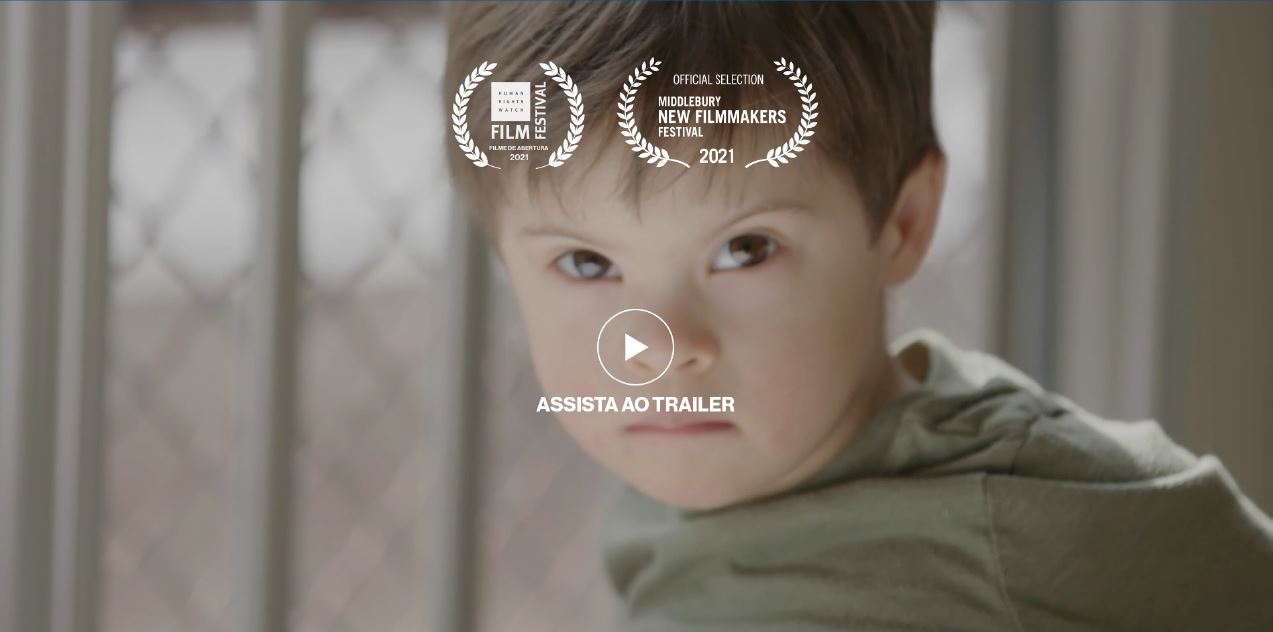 HUMAN
RIGHTS
WATCH
FILM
FESTIVAL
FILME DE ABERTURA
2021
OFFICIAL SELECTION
MIDDLEBURY
NEW FILMMAKERS
FESTIVAL
2021
ASSISTA AO TRAILER